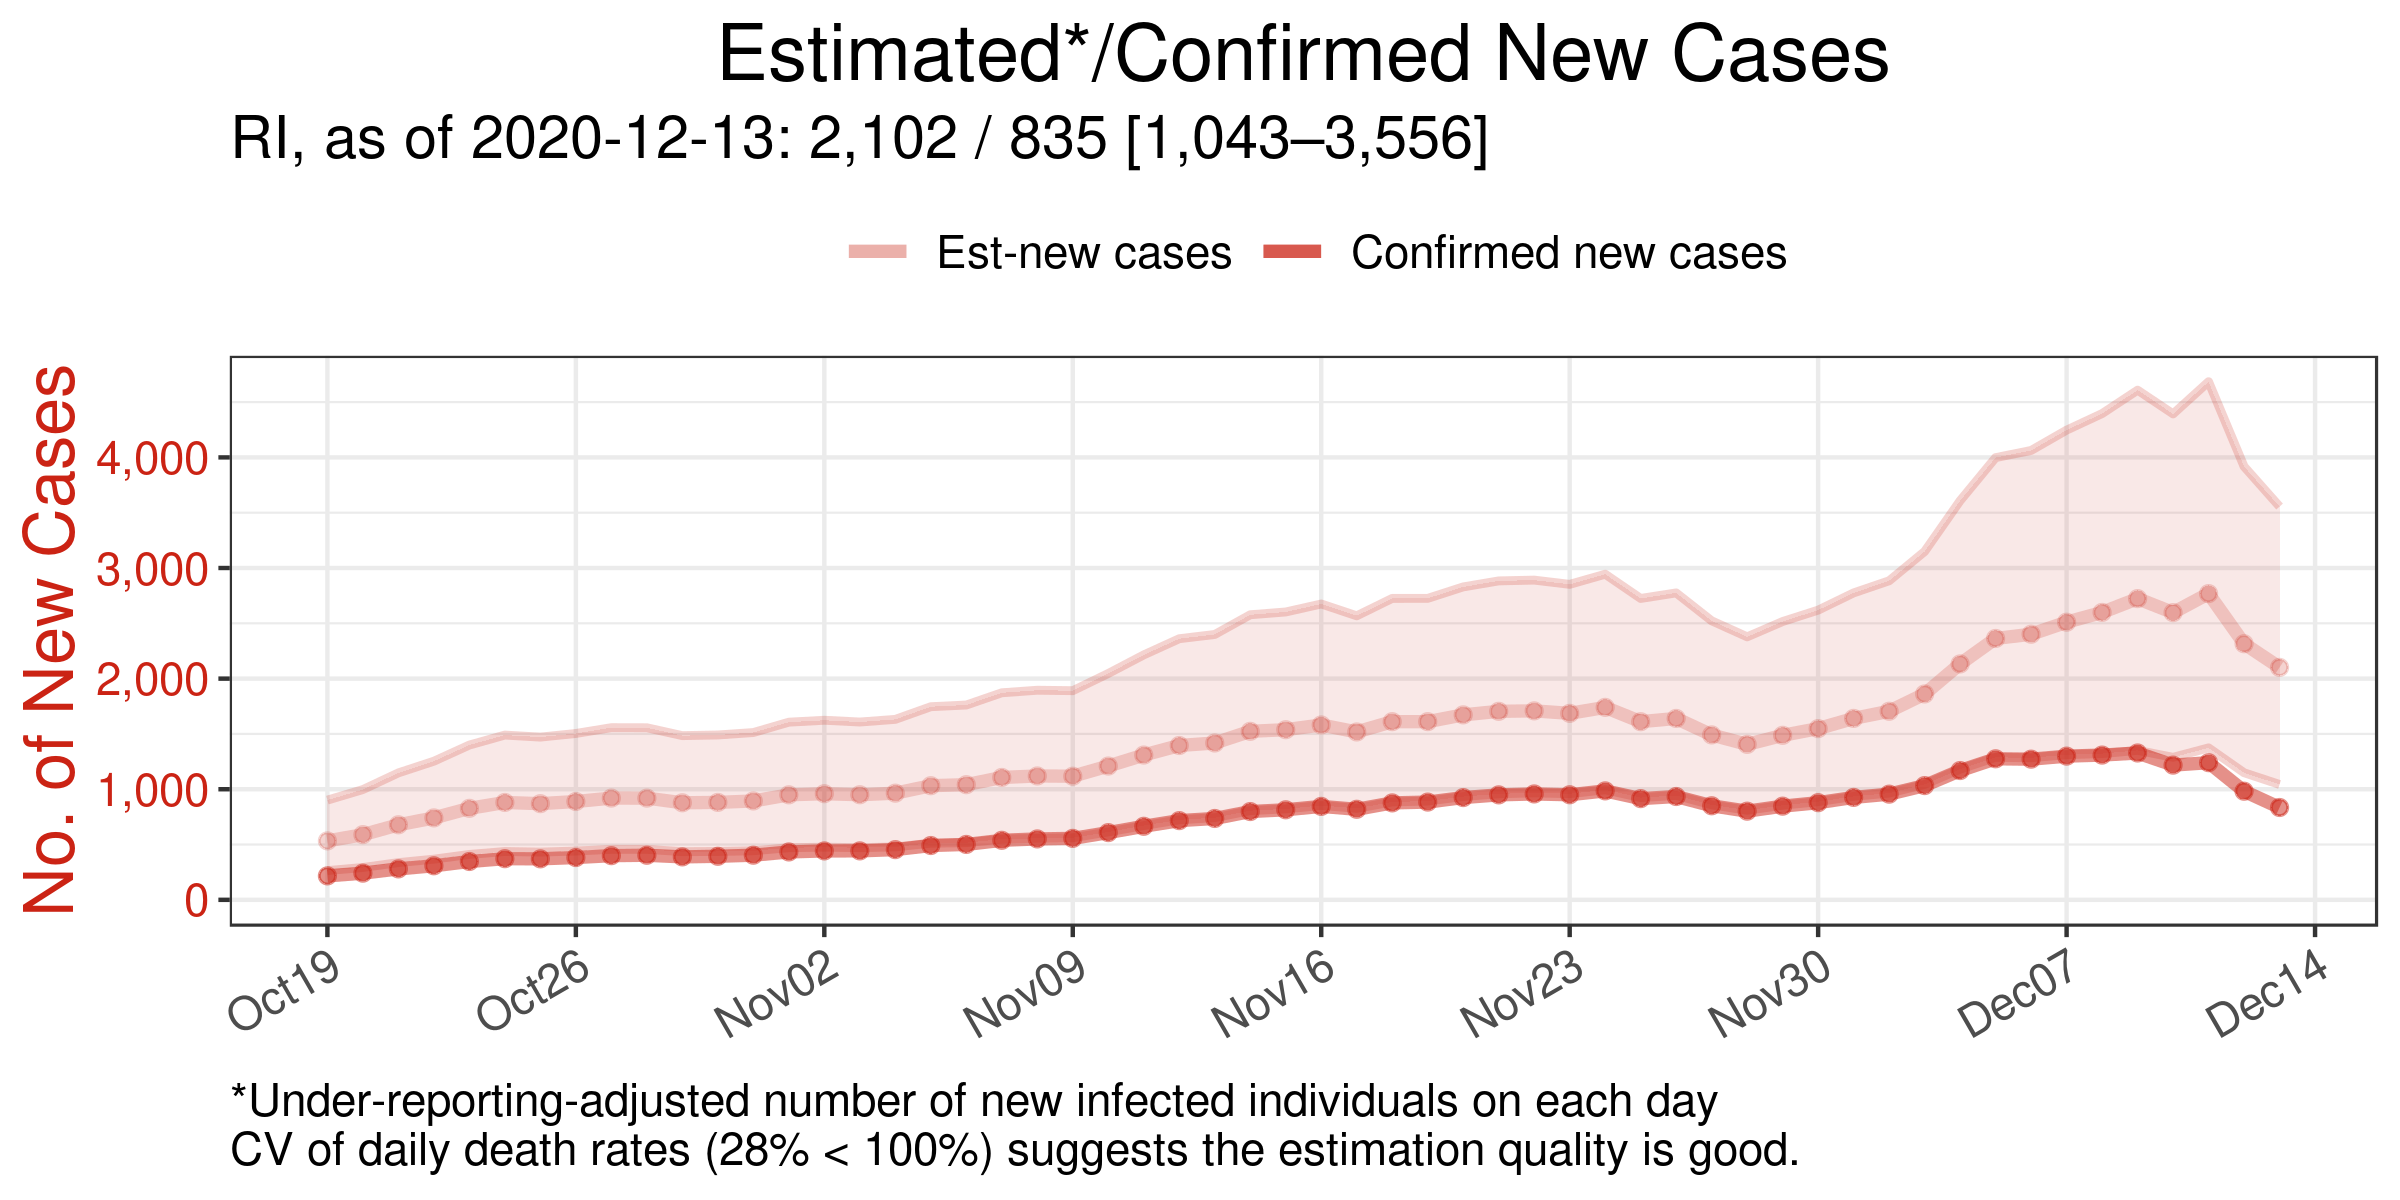 Estimated*/Confirmed New Cases
RI, as of 2020-12-13: 2,102 / 835 [1,043–3,556]
Est-new cases Confirmed new cases
No. of New Cases
4,000
3,000
2,000
1,000
0
Oct19 Oct26 Nov02 Nov09 Nov16 Nov23 Nov30 Dec07 Dec14
*Under-reporting-adjusted number of new infected individuals on each day
CV of daily death rates (28% < 100%) suggests the estimation quality is good.